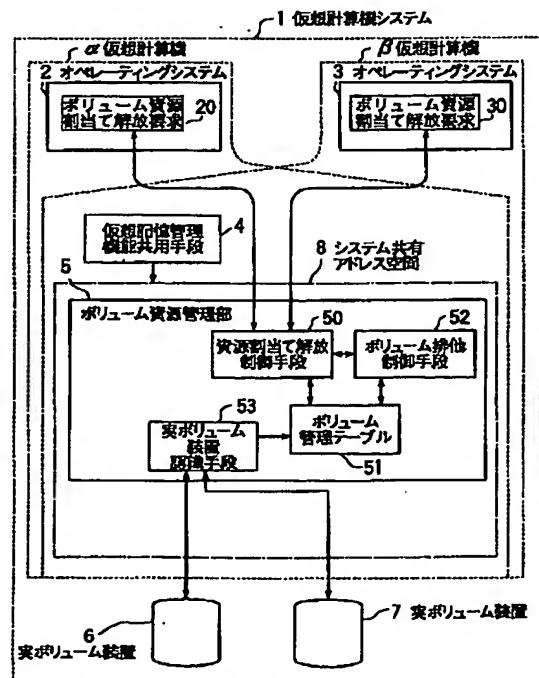 1 仮想計算機システム
α仮想計算機
β仮想計算機
2 オペレーティングシステム
3 オペレーティングシステム
ボリューム資源
割当て解放要求
20
ボリューム資源
割当て解放要求
30
仮想記憶管理
機能共用手段
4
8 システム共有
アドレス空間
5
ボリューム資源管理部
50
資源割当て解放
制御手段
52
ボリューム排他
制御手段
53
実ボリューム
装置
認識手段
ボリューム
管理テーブル
51
6
実ボリューム装置
7 実ボリューム装置